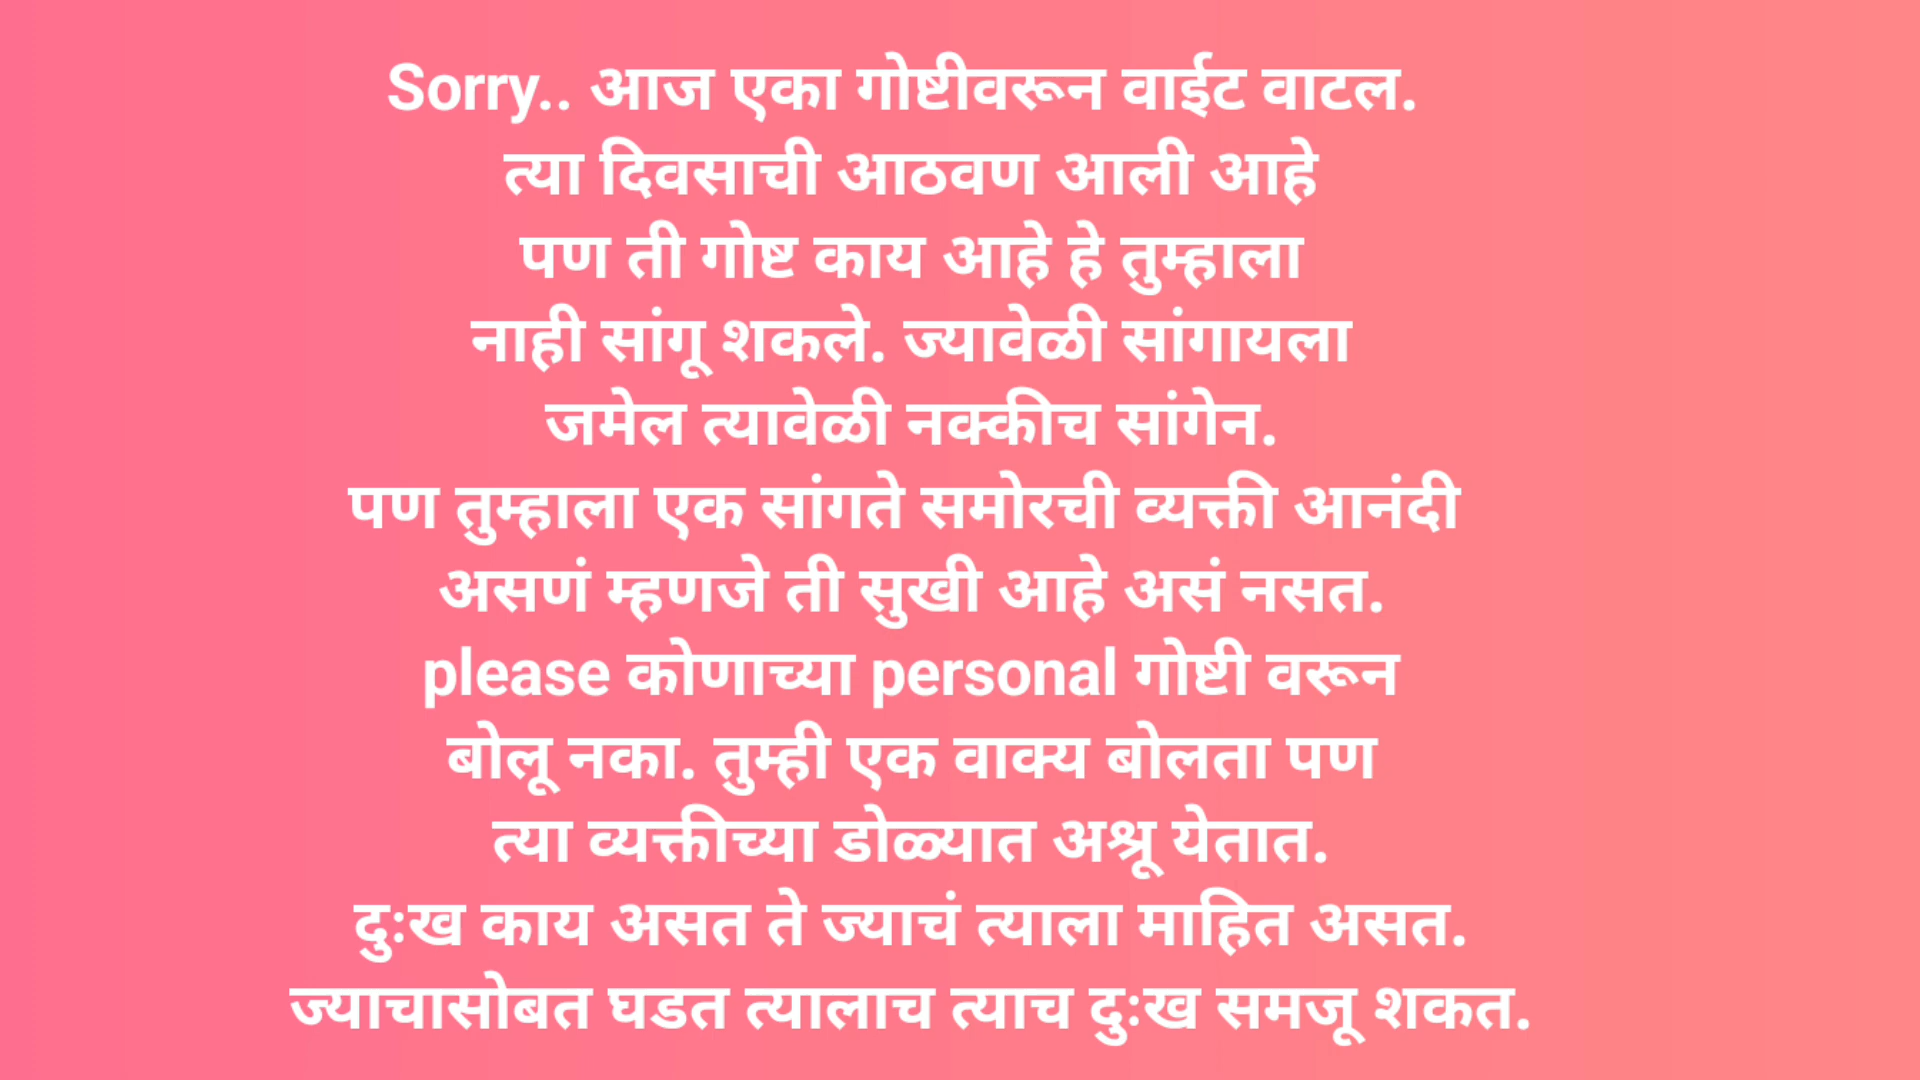 Sorry.. आज एका गोष्टीवरून वाईट वाटल.
त्या दिवसाची आठवण आली आहे
पण ती गोष्ट काय आहे हे तुम्हाला
नाही सांगू शकले. ज्यावेळी सांगायला
जमेल त्यावेळी नक्कीच सांगेन.
पण तुम्हाला एक सांगते समोरची व्यक्ती आनंदी
असणं म्हणजे ती सुखी आहे असं नसत.
please कोणाच्या personal गोष्टी वरून
बोलू नका. तुम्ही एक वाक्य बोलता पण
त्या व्यक्तीच्या डोळ्यात अश्रू येतात.
दुःख काय असत ते ज्याचं त्याला माहित असत.
ज्याचासोबत घडत त्यालाच त्याच दुःख समजू शकत.